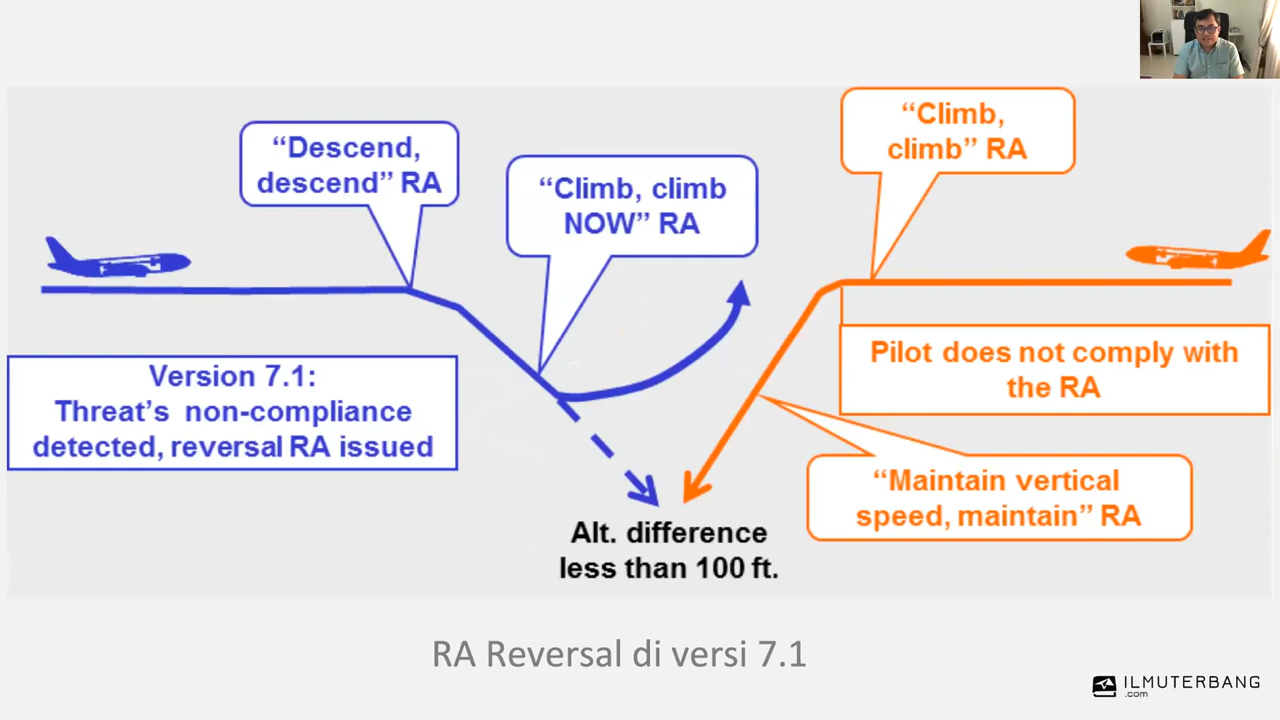 “Descend,
descend” RA
“Climb, climb
NOW” RA
“Climb,
climb” RA
Version 7.1:
Threat’s non-compliance
detected, reversal RA issued
Pilot does not comply with
the RA
“Maintain vertical
speed, maintain” RA
Alt. difference
less than 100 ft.
RA Reversal di versi 7.1
ILMUTERBANG
.com